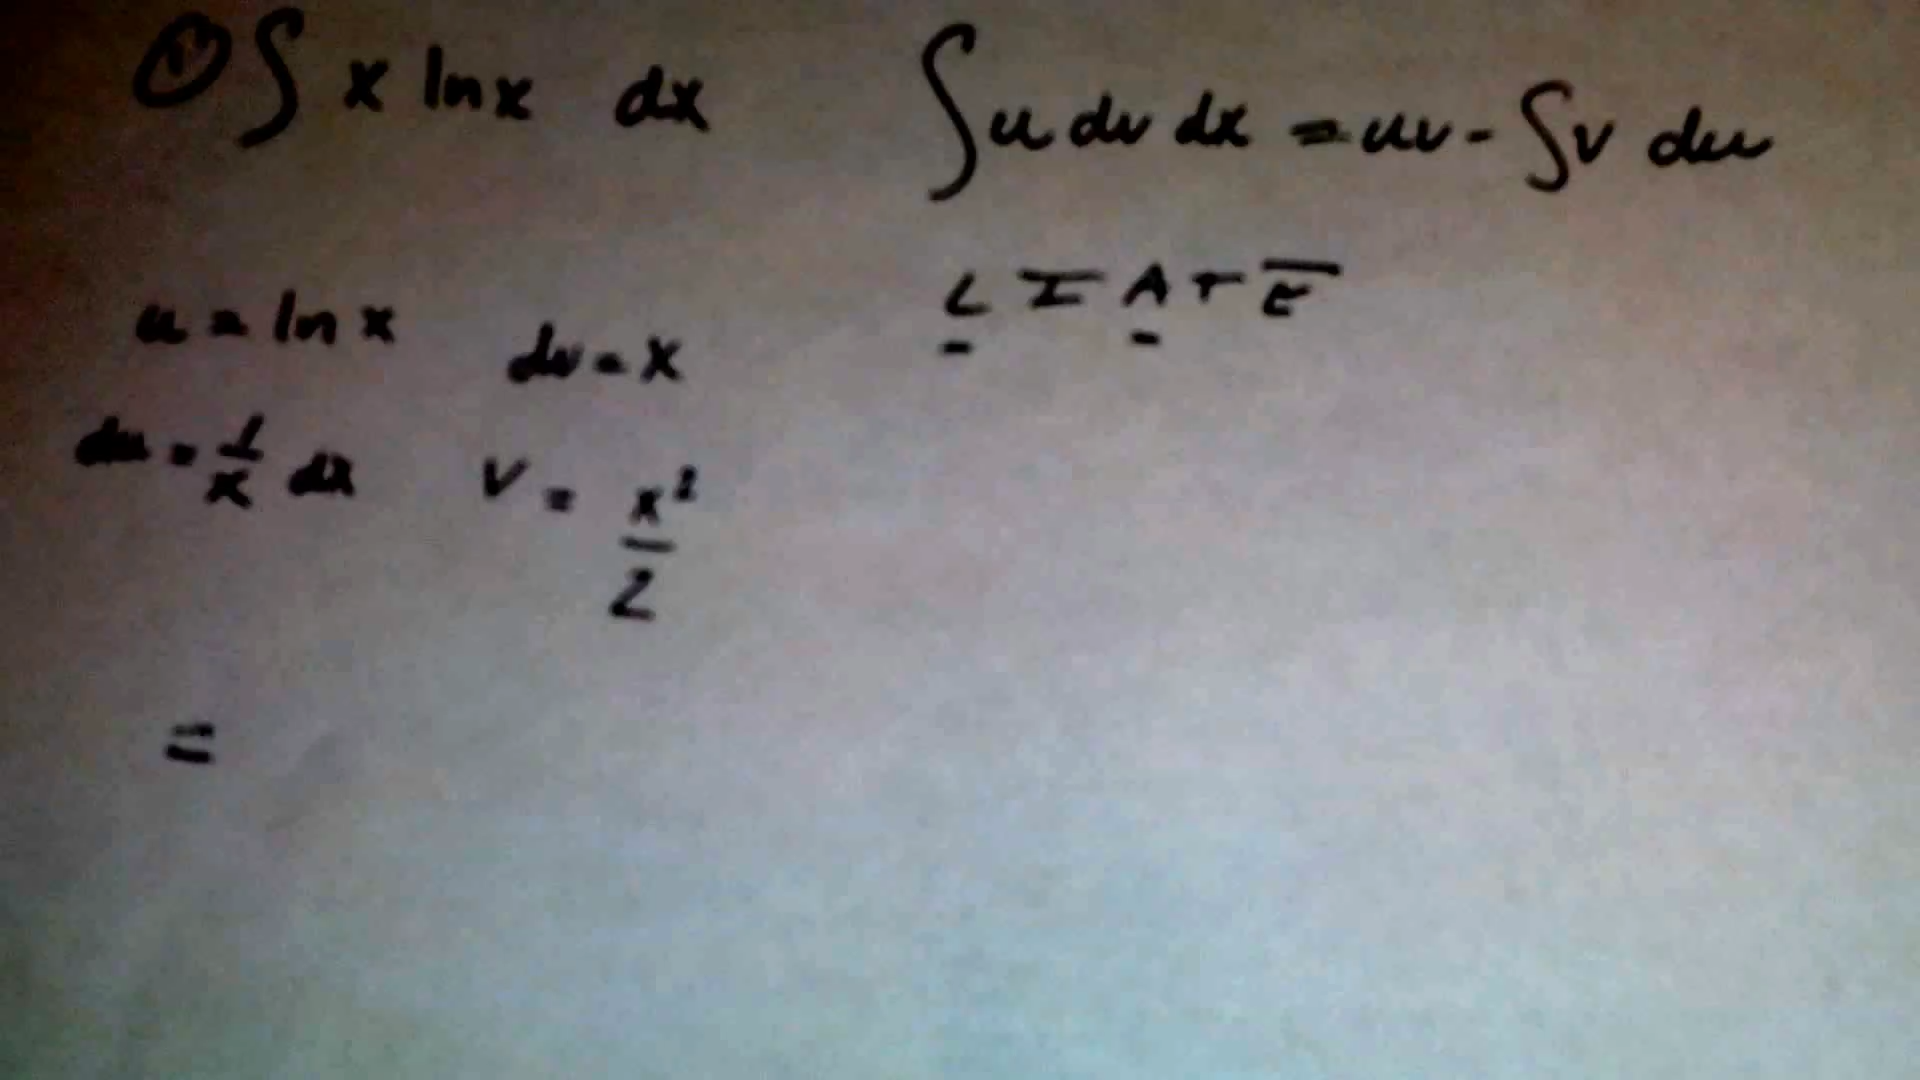 ① ∫ x ln x dx
∫ u dv dx = uv - ∫ v du
L I A T E
u = ln x
dv = x
du = 1/x dx
v = x²/2
=